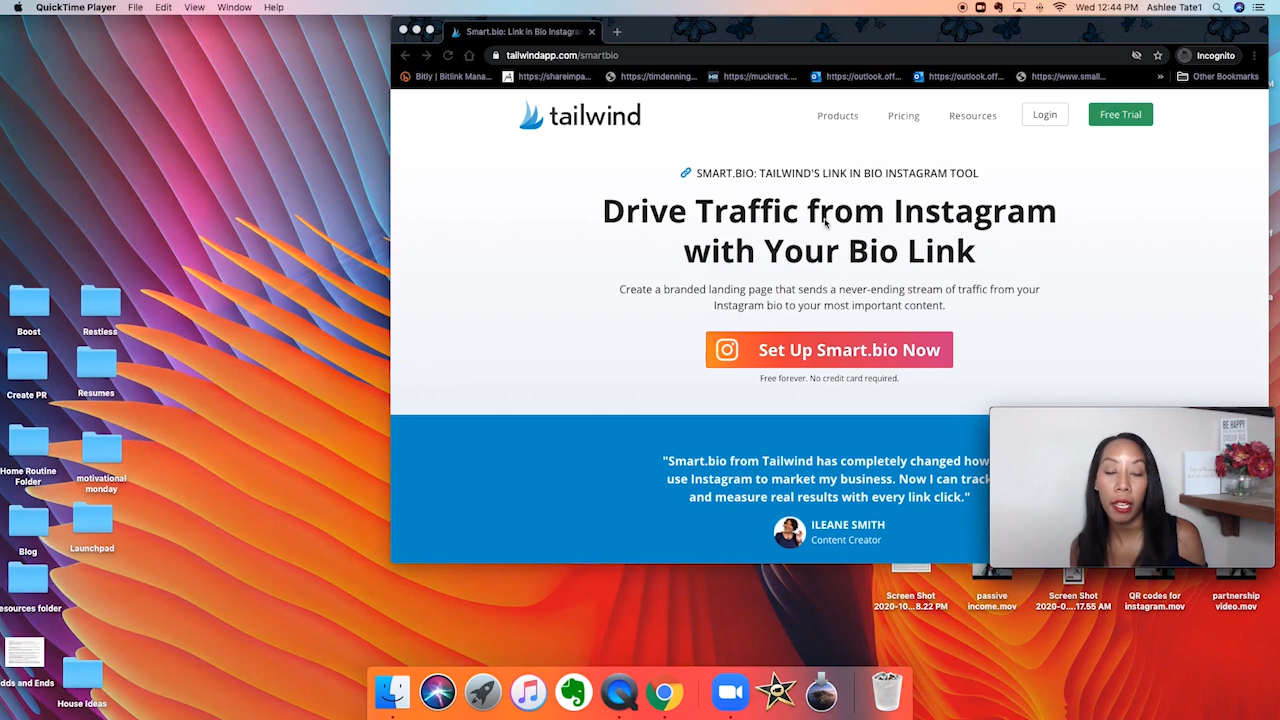 QuickTime Player File Edit View Window Help
Wed 12:44 PM Ashlee Tate1
Smart.bio: Link in Bio Instagram
tailwindapp.com/smartbio
Incognito
Bitly | Bitlink Mana...
https://shareimpa...
https://timdenning...
https://muckrack....
https://outlook.off...
https://outlook.off...
https://www.small...
Other Bookmarks
tailwind
Products
Pricing
Resources
Login
Free Trial
SMART.BIO: TAILWIND'S LINK IN BIO INSTAGRAM TOOL
Drive Traffic from Instagram
with Your Bio Link
Create a branded landing page that sends a never-ending stream of traffic from your
Instagram bio to your most important content.
Set Up Smart.bio Now
Free forever. No credit card required.
"Smart.bio from Tailwind has completely changed how
use Instagram to market my business. Now I can track
and measure real results with every link click."
ILEANE SMITH
Content Creator
BE HAPPY
Boost
Restless
Create PR
Resumes
Home Routine
Folder
motivational
monday
Blog
Launchpad
esources folder
dds and Ends
House Ideas
Screen Shot
2020-10...8.22 PM
passive
income.mov
Screen Shot
2020-0....17.55 AM
QR codes for
instagram.mov
partnership
video.mov